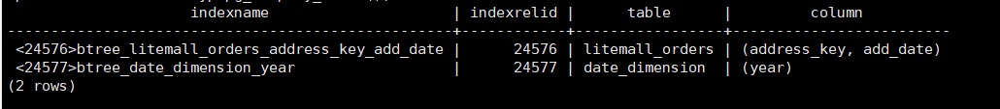 indexname | indexrelid | table | column
-----------------------------------------------------+------------+-----------------+---------------------------
<24576>btree_litemall_orders_address_key_add_date | 24576 | litemall_orders | (address_key, add_date)
<24577>btree_date_dimension_year | 24577 | date_dimension | (year)
(2 rows)